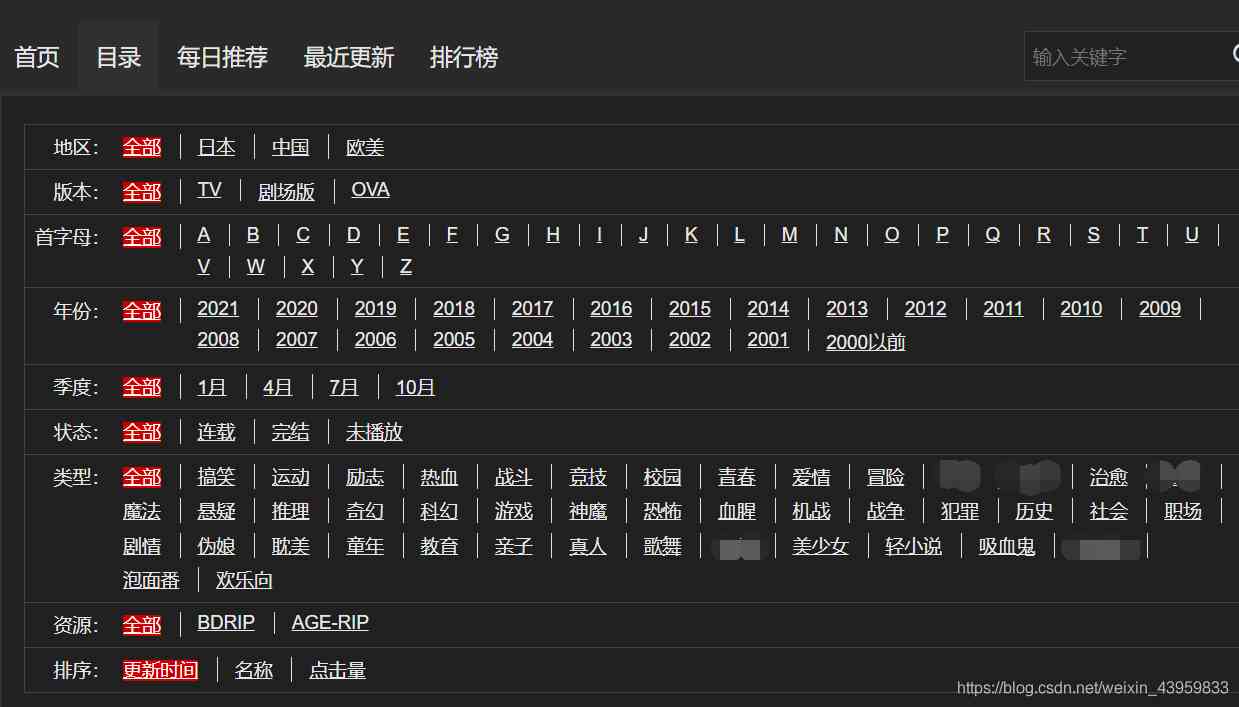 首页 目录 每日推荐 最近更新 排行榜 输入关键字
地区： 全部 日本 中国 欧美
版本： 全部 TV 剧场版 OVA
首字母： 全部 A B C D E F G H I J K L M N O P Q R S T U
V W X Y Z
年份： 全部 2021 2020 2019 2018 2017 2016 2015 2014 2013 2012 2011 2010 2009
2008 2007 2006 2005 2004 2003 2002 2001 2000以前
季度： 全部 1月 4月 7月 10月
状态： 全部 连载 完结 未播放
类型： 全部 搞笑 运动 励志 热血 战斗 竞技 校园 青春 爱情 冒险 治愈
魔法 悬疑 推理 奇幻 科幻 游戏 神魔 恐怖 血腥 机战 战争 犯罪 历史 社会 职场
剧情 伪娘 耽美 童年 教育 亲子 真人 歌舞 美少女 轻小说 吸血鬼
泡面番 欢乐向
资源： 全部 BDRIP AGE-RIP
排序： 更新时间 名称 点击量
https://blog.csdn.net/weixin_43959833